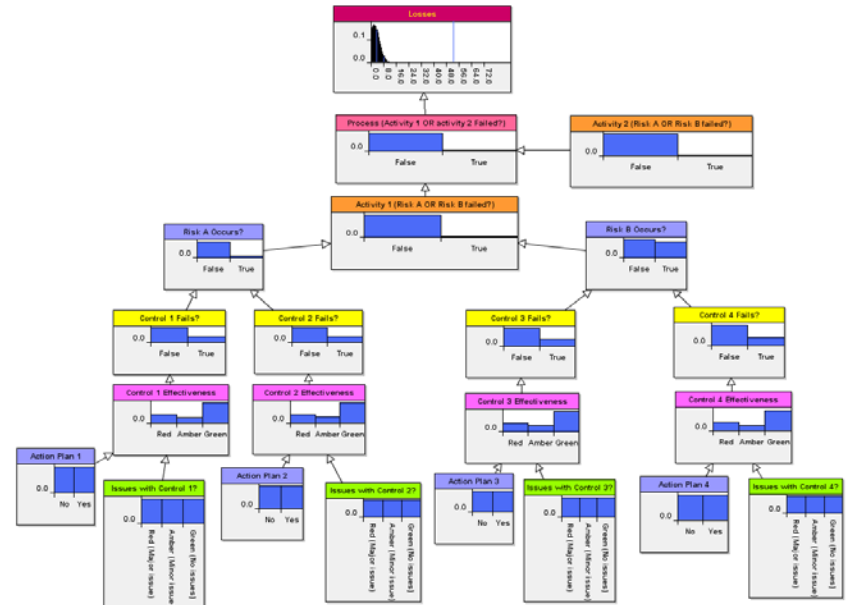 Losses
0.1
0.0
0.0
8.0
16.0
24.0
32.0
40.0
48.0
56.0
64.0
72.0
Process (Activity 1 OR activity 2 Failed?)
0.0
False True
Activity 2 (Risk A OR Risk B failed?)
0.0
False True
Activity 1 (Risk A OR Risk B failed?)
0.0
False True
Risk A Occurs?
0.0
False True
Risk B Occurs?
0.0
False True
Control 1 Fails?
0.0
False True
Control 2 Fails?
0.0
False True
Control 3 Fails?
0.0
False True
Control 4 Fails?
0.0
False True
Control 1 Effectiveness
0.0
Red Amber Green
Control 2 Effectiveness
0.0
Red Amber Green
Control 3 Effectiveness
0.0
Red Amber Green
Control 4 Effectiveness
0.0
Red Amber Green
Action Plan 1
0.0
No Yes
Issues with Control 1?
0.0
Red (Major issue)
Amber (Minor issue)
Green (No issues)
Action Plan 2
0.0
No Yes
Issues with Control 2?
0.0
Red (Major issue)
Amber (Minor issue)
Green (No issues)
Action Plan 3
0.0
No Yes
Issues with Control 3?
0.0
Red (Major issue)
Amber (Minor issue)
Green (No issues)
Action Plan 4
0.0
No Yes
Issues with Control 4?
0.0
Red (Major issue)
Amber (Minor issue)
Green (No issues)